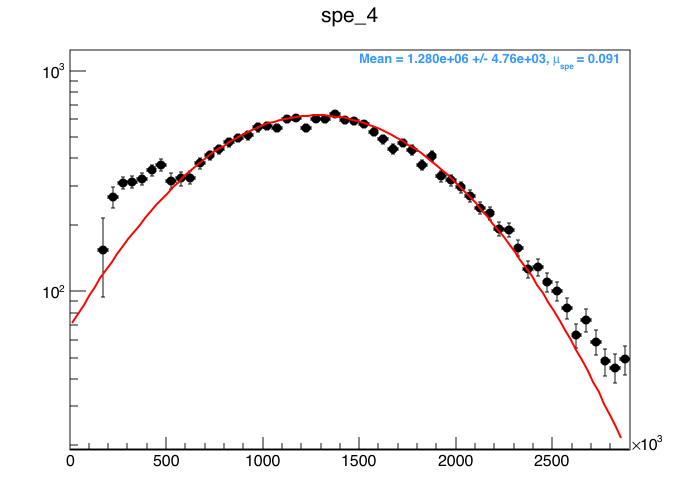 spe_4
Mean = 1.280e+06 +/- 4.76e+03, μspe = 0.091
10³
10²
0 500 1000 1500 2000 2500 ×10³